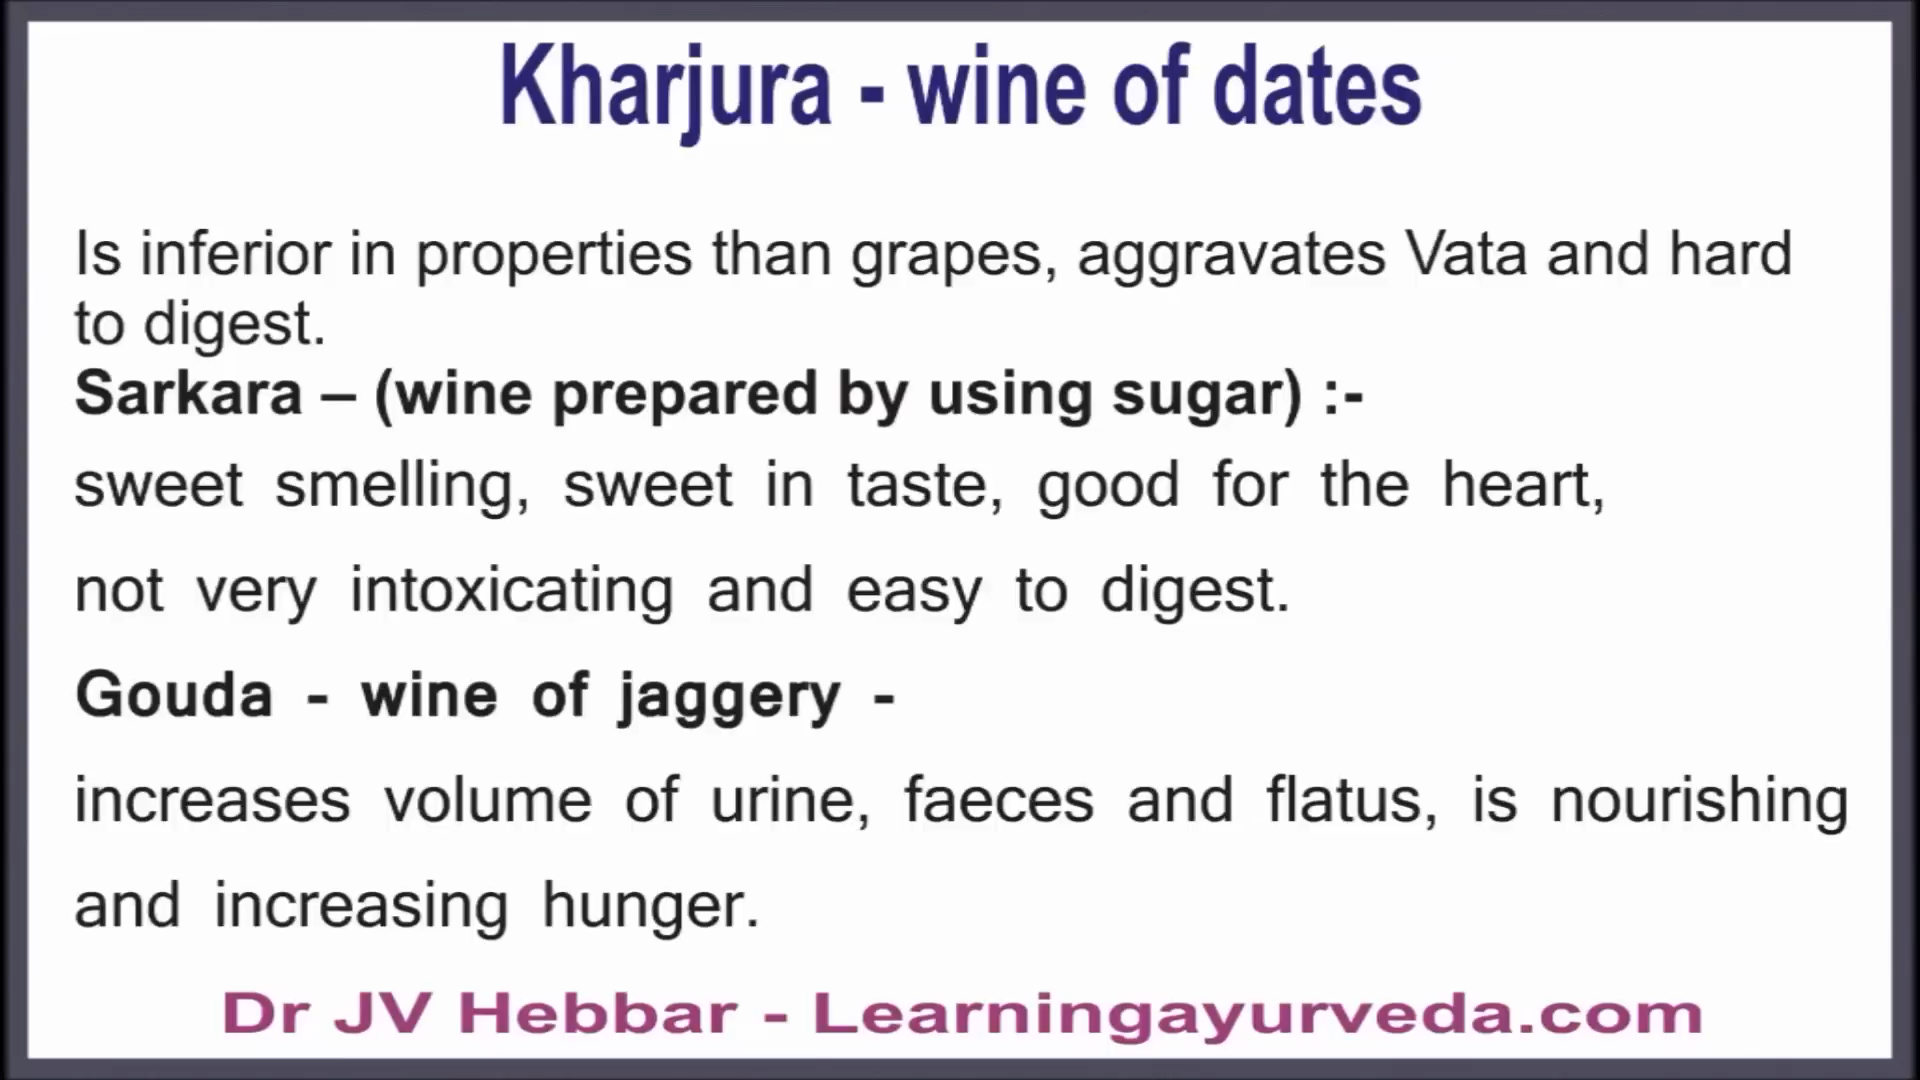 Kharjura - wine of dates
Is inferior in properties than grapes, aggravates Vata and hard
to digest.
Sarkara – (wine prepared by using sugar) :-
sweet smelling, sweet in taste, good for the heart,
not very intoxicating and easy to digest.
Gouda - wine of jaggery -
increases volume of urine, faeces and flatus, is nourishing
and increasing hunger.
Dr JV Hebbar - Learningayurveda.com